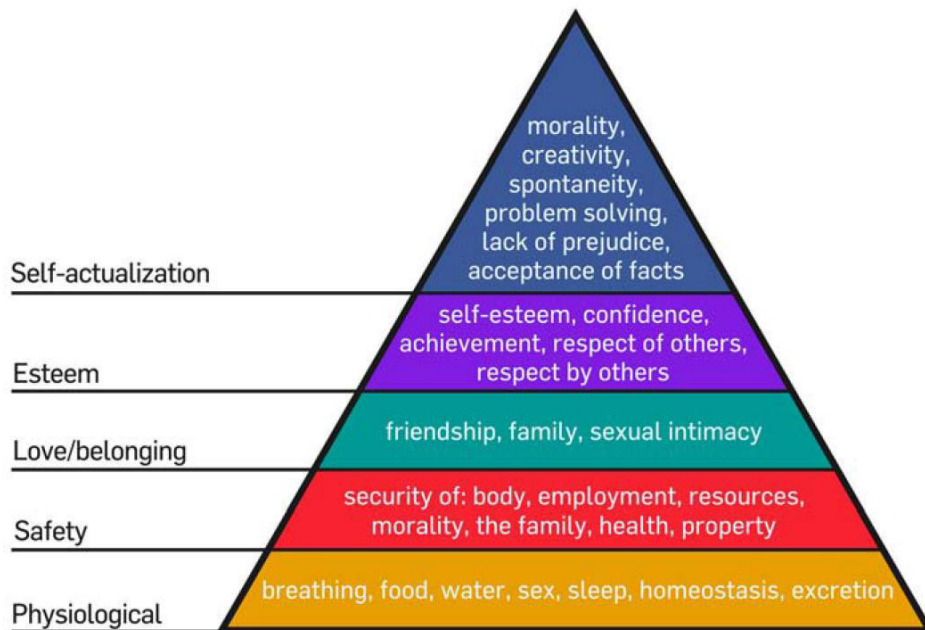 morality,
creativity,
spontaneity,
problem solving,
lack of prejudice,
acceptance of facts
Self-actualization
self-esteem, confidence,
achievement, respect of others,
respect by others
Esteem
friendship, family, sexual intimacy
Love/belonging
security of: body, employment, resources,
morality, the family, health, property
Safety
breathing, food, water, sex, sleep, homeostasis, excretion
Physiological